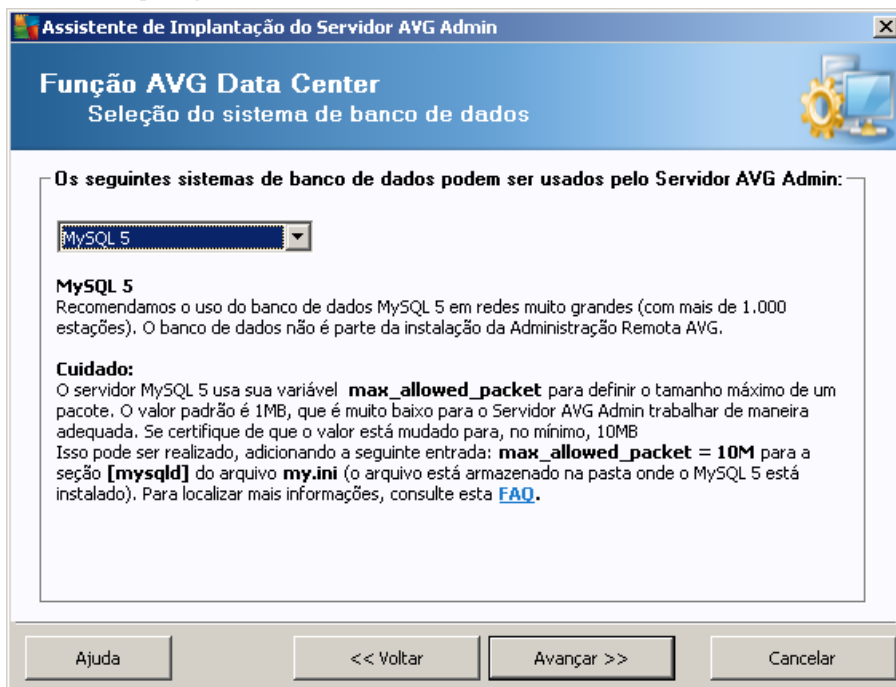 Assistente de Implantação do Servidor AVG Admin
Função AVG Data Center
Seleção do sistema de banco de dados
Os seguintes sistemas de banco de dados podem ser usados pelo Servidor AVG Admin:
MySQL 5
MySQL 5
Recomendamos o uso do banco de dados MySQL 5 em redes muito grandes (com mais de 1.000
estações). O banco de dados não é parte da instalação da Administração Remota AVG.
Cuidado:
O servidor MySQL 5 usa sua variável max_allowed_packet para definir o tamanho máximo de um
pacote. O valor padrão é 1MB, que é muito baixo para o Servidor AVG Admin trabalhar de maneira
adequada. Se certifique de que o valor está mudado para, no mínimo, 10MB
Isso pode ser realizado, adicionando a seguinte entrada: max_allowed_packet = 10M para a
seção [mysqld] do arquivo my.ini (o arquivo está armazenado na pasta onde o MySQL 5 está
instalado). Para localizar mais informações, consulte esta FAQ.
Ajuda << Voltar Avançar >> Cancelar